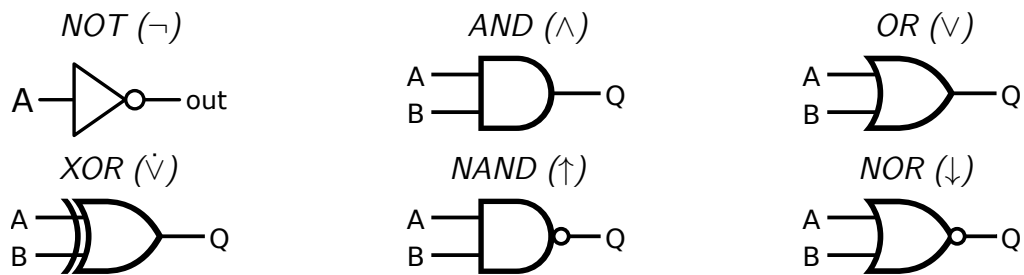 NOT (¬) AND (∧) OR (∨)
A out A B Q A B Q
XOR (∨̇) NAND (↑) NOR (↓)
A B Q A B Q A B Q